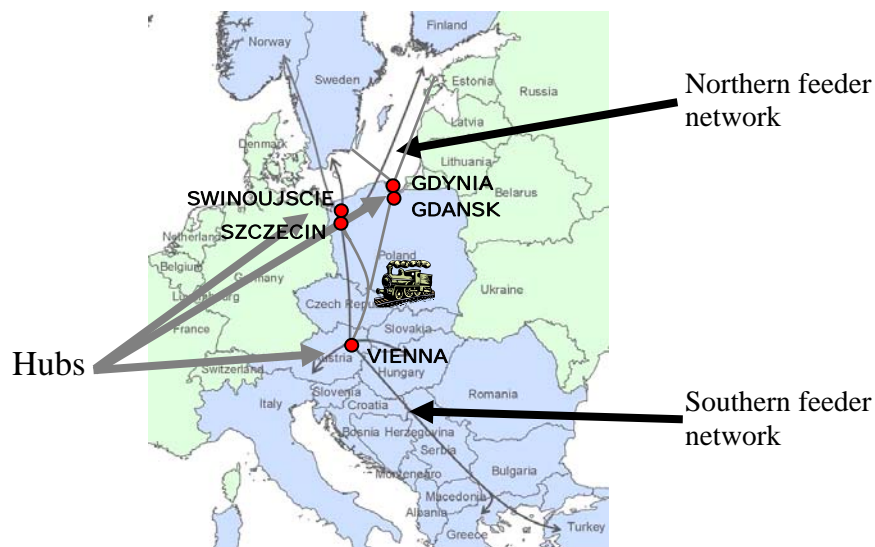 Norway
Finland
Sweden
Estonia
Russia
Northern feeder
network
Latvia
Denmark
Lithuania
SWINOUJSCIE
GDYNIA
Belarus
GDANSK
SZCZECIN
Netherlands
Poland
Belgium
Germany
Luxembourg
Czech Repu
Ukraine
France
Slovakia
Hubs
VIENNA
Austria
Switzerland
Hungary
Romania
Slovenia
Italy
Croatia
Southern feeder
network
Bosnia Herzegovina
Serbia
Bulgaria
Montenegro
Macedonia
Albania
Greece
Turkey